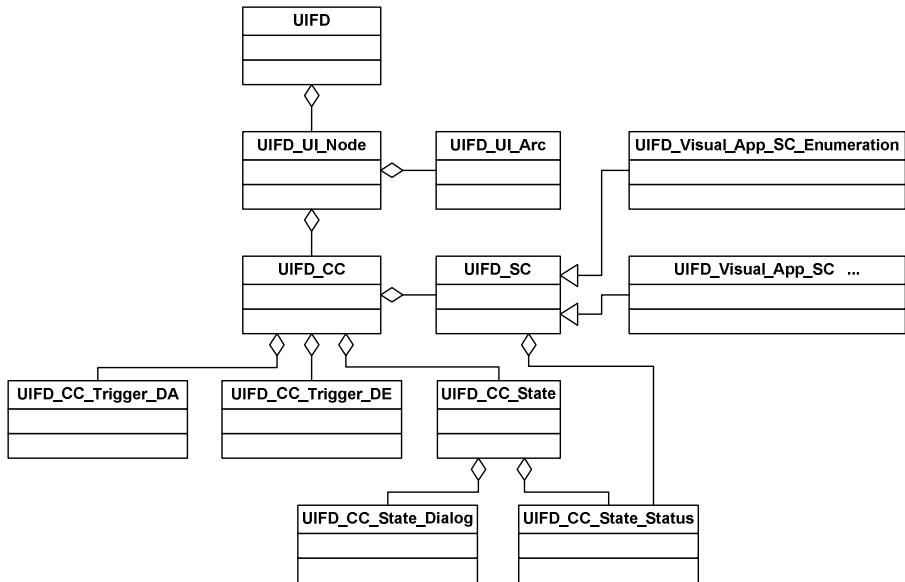 UIFD
UIFD_UI_Node
UIFD_UI_Arc
UIFD_Visual_App_SC_Enumeration
UIFD_CC
UIFD_SC
UIFD_Visual_App_SC ...
UIFD_CC_Trigger_DA
UIFD_CC_Trigger_DE
UIFD_CC_State
UIFD_CC_State_Dialog
UIFD_CC_State_Status